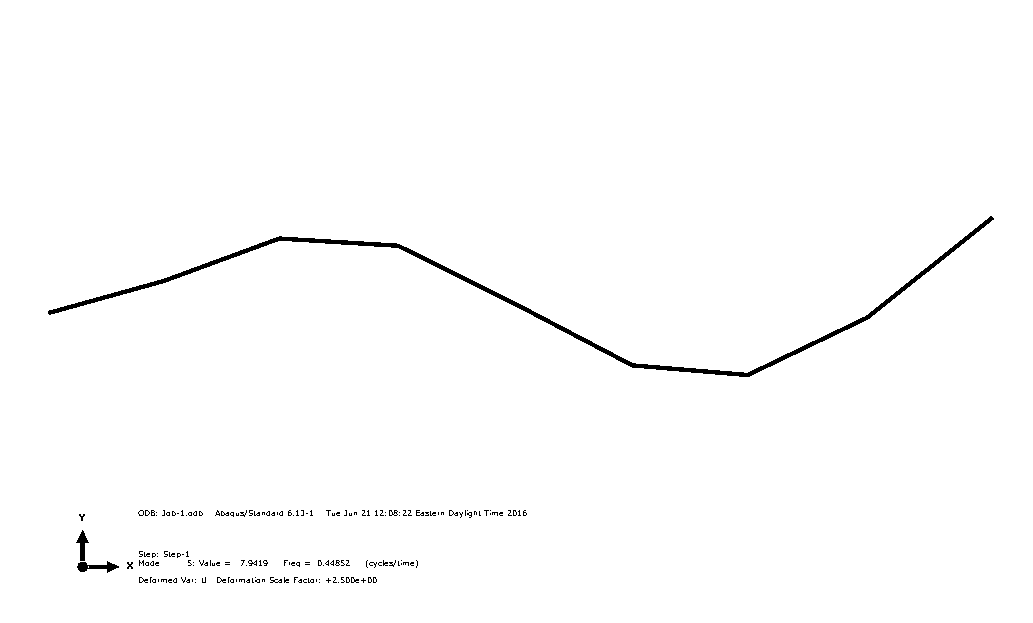 Y
ODB: Job-1.odb Abaqus/Standard 6.13-1 Tue Jun 21 12:08:22 Eastern Daylight Time 2016
X
Step: Step-1
Mode 5: Value = 7.9419 Freq = 0.44852 (cycles/time)
Deformed Var: U Deformation Scale Factor: +2.500e+00